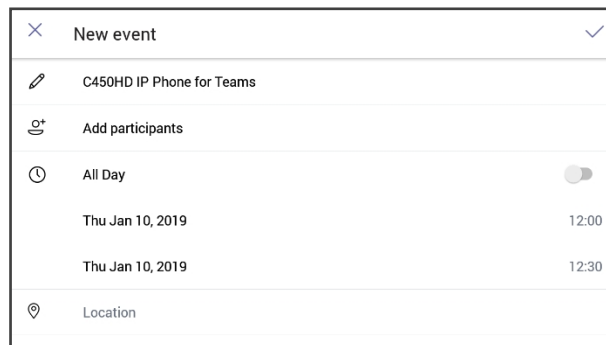 New event
C450HD IP Phone for Teams
Add participants
All Day
Thu Jan 10, 2019 12:00
Thu Jan 10, 2019 12:30
Location